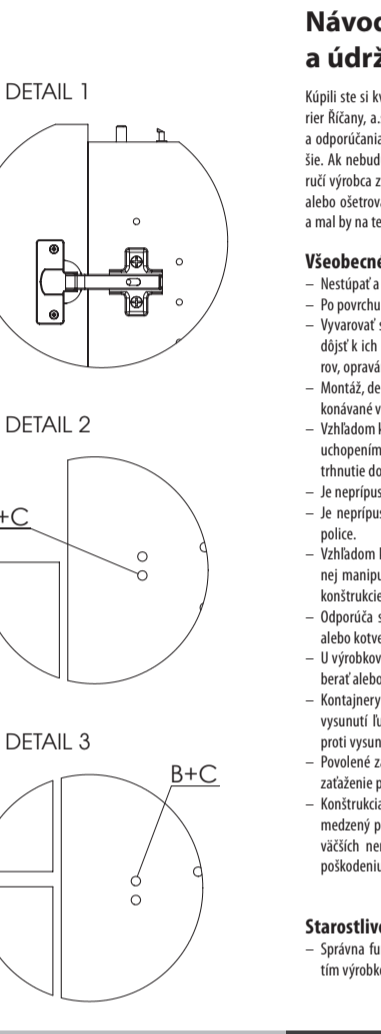 DETAIL 1
DETAIL 2
+C
DETAIL 3
B+C
Návod
a údrž
Kúpili ste si kv
rier Říčany, a.
a odporúčania
šie. Ak nebud
ručí výrobca z
alebo ošetrova
a mal by na te
Všeobecné
– Nestúpať a
– Po povrchu
– Vyvarovať s
dôjsť k ich
rov, opravá
– Montáž, de
konávané v
– Vzhľadom k
uchopením
trhnutie do
– Je neprípus
– Je neprípus
police.
– Vzhľadom k
nej manipu
konštrukcie
– Odporúča s
alebo kotve
– U výrobkov
berať alebo
– Kontajnery
vysunutí ľu
proti vysun
– Povolené za
zaťaženie p
– Konštrukcia
medzený p
väčších ner
poškodeniu
Starostlivo
– Správna fu
tím výrobko